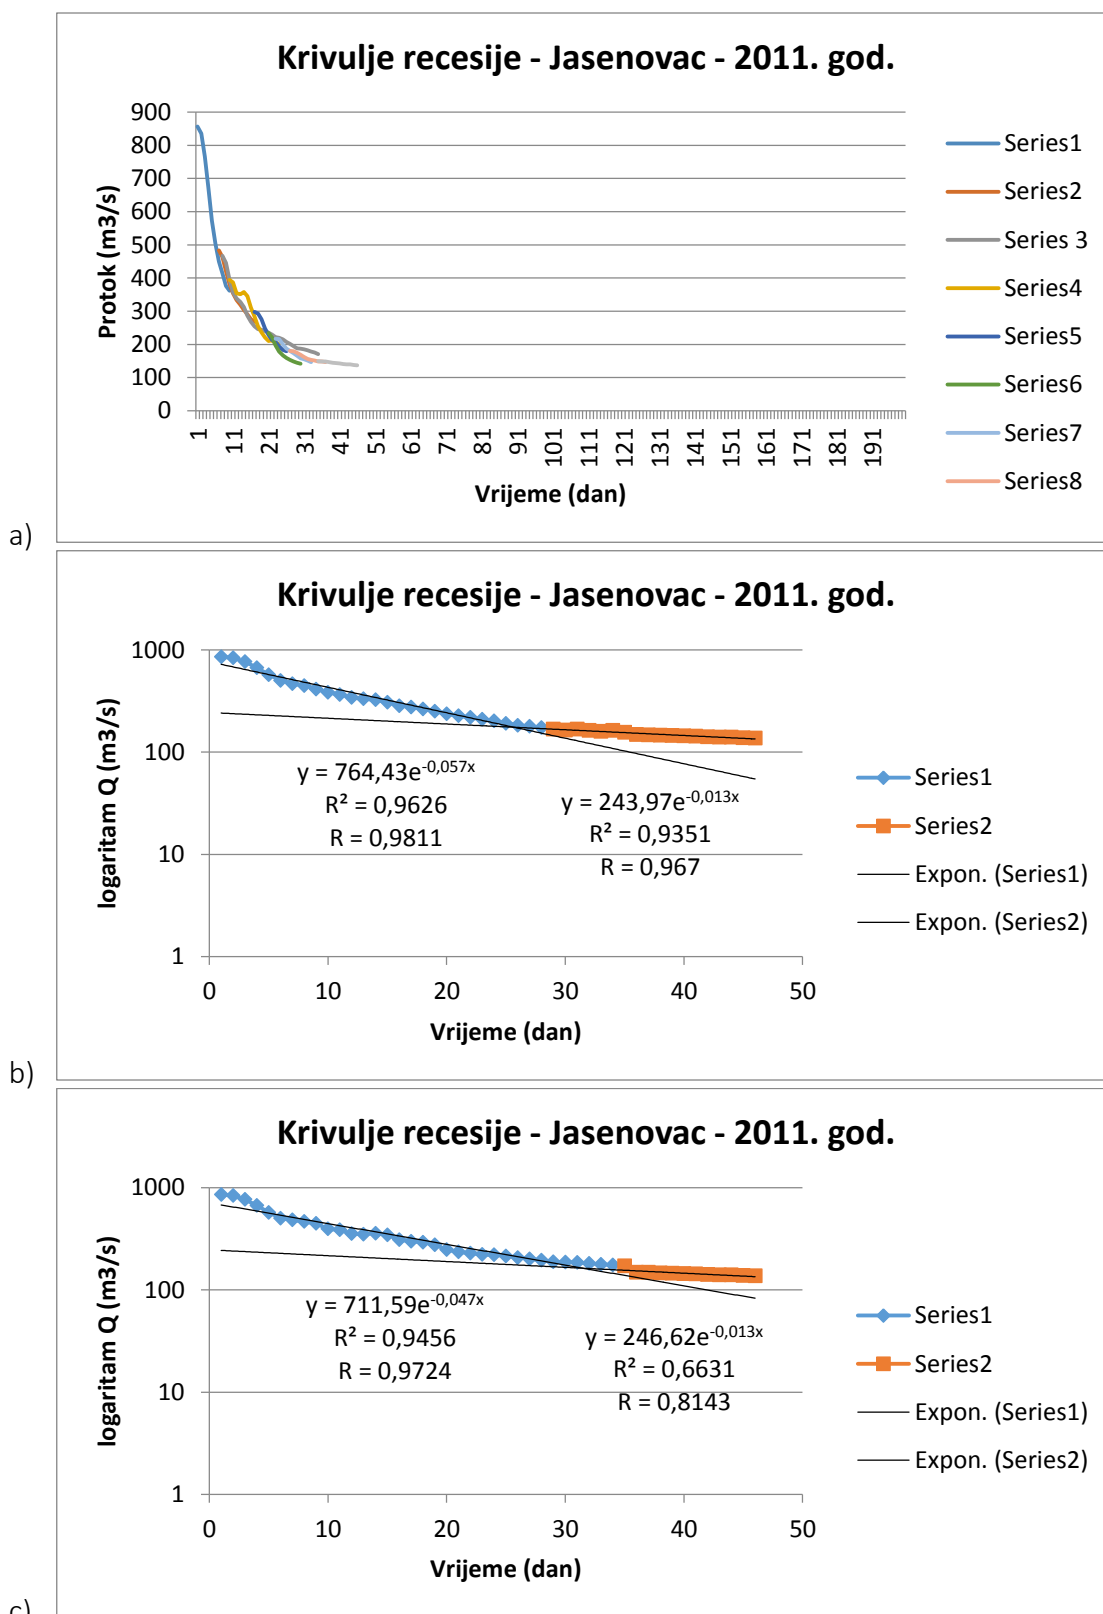 Krivulje recesije - Jasenovac - 2011. god.
900
800
700
600
500
400
300
200
100
0
Protok (m3/s)
1
11
21
31
41
51
61
71
81
91
101
111
121
131
141
151
161
171
181
191
Vrijeme (dan)
Series1
Series2
Series 3
Series4
Series5
Series6
Series7
Series8
a)
Krivulje recesije - Jasenovac - 2011. god.
1000
100
10
1
logaritam Q (m3/s)
y = 764,43e^-0,057x
R² = 0,9626
R = 0,9811
y = 243,97e^-0,013x
R² = 0,9351
R = 0,967
0 10 20 30 40 50
Vrijeme (dan)
Series1
Series2
Expon. (Series1)
Expon. (Series2)
b)
Krivulje recesije - Jasenovac - 2011. god.
1000
100
10
1
logaritam Q (m3/s)
y = 711,59e^-0,047x
R² = 0,9456
R = 0,9724
y = 246,62e^-0,013x
R² = 0,6631
R = 0,8143
0 10 20 30 40 50
Vrijeme (dan)
Series1
Series2
Expon. (Series1)
Expon. (Series2)
c)